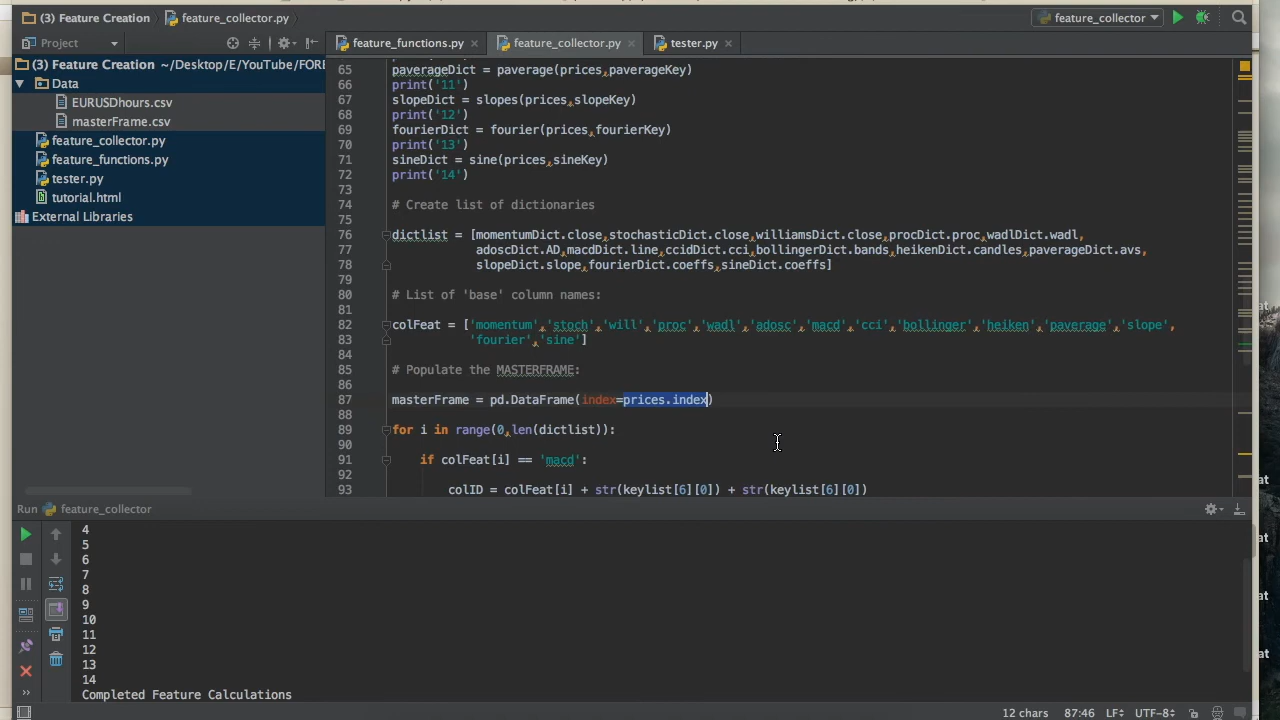 (3) Feature Creation feature_collector.py feature_collector
Project feature_functions.py feature_collector.py tester.py
(3) Feature Creation ~/Desktop/E/YouTube/FORE
Data
EURUSDhours.csv
masterFrame.csv
feature_collector.py
feature_functions.py
tester.py
tutorial.html
External Libraries
65 paverageDict = paverage(prices,paverageKey)
66 print('11')
67 slopeDict = slopes(prices,slopeKey)
68 print('12')
69 fourierDict = fourier(prices,fourierKey)
70 print('13')
71 sineDict = sine(prices,sineKey)
72 print('14')
73
74 # Create list of dictionaries
75
76 dictlist = [momentumDict.close,stochasticDict.close,williamsDict.close,procDict.proc,wadlDict.wadl,
77 adoscDict.AD,macdDict.line,ccidDict.cci,bollingerDict.bands,heikenDict.candles,paverageDict.avs,
78 slopeDict.slope,fourierDict.coeffs,sineDict.coeffs]
79
80 # List of 'base' column names:
81
82 colFeat = ['momentum','stoch','will','proc','wadl','adosc','macd','cci','bollinger','heiken','paverage','slope',
83 'fourier','sine']
84
85 # Populate the MASTERFRAME:
86
87 masterFrame = pd.DataFrame(index=prices.index)
88
89 for i in range(0,len(dictlist)):
90
91 if colFeat[i] == 'macd':
92
93 colID = colFeat[i] + str(keylist[6][0]) + str(keylist[6][0])
Run feature_collector
4
5
6
7
8
9
10
11
12
13
14
Completed Feature Calculations
12 chars 87:46 LF UTF-8